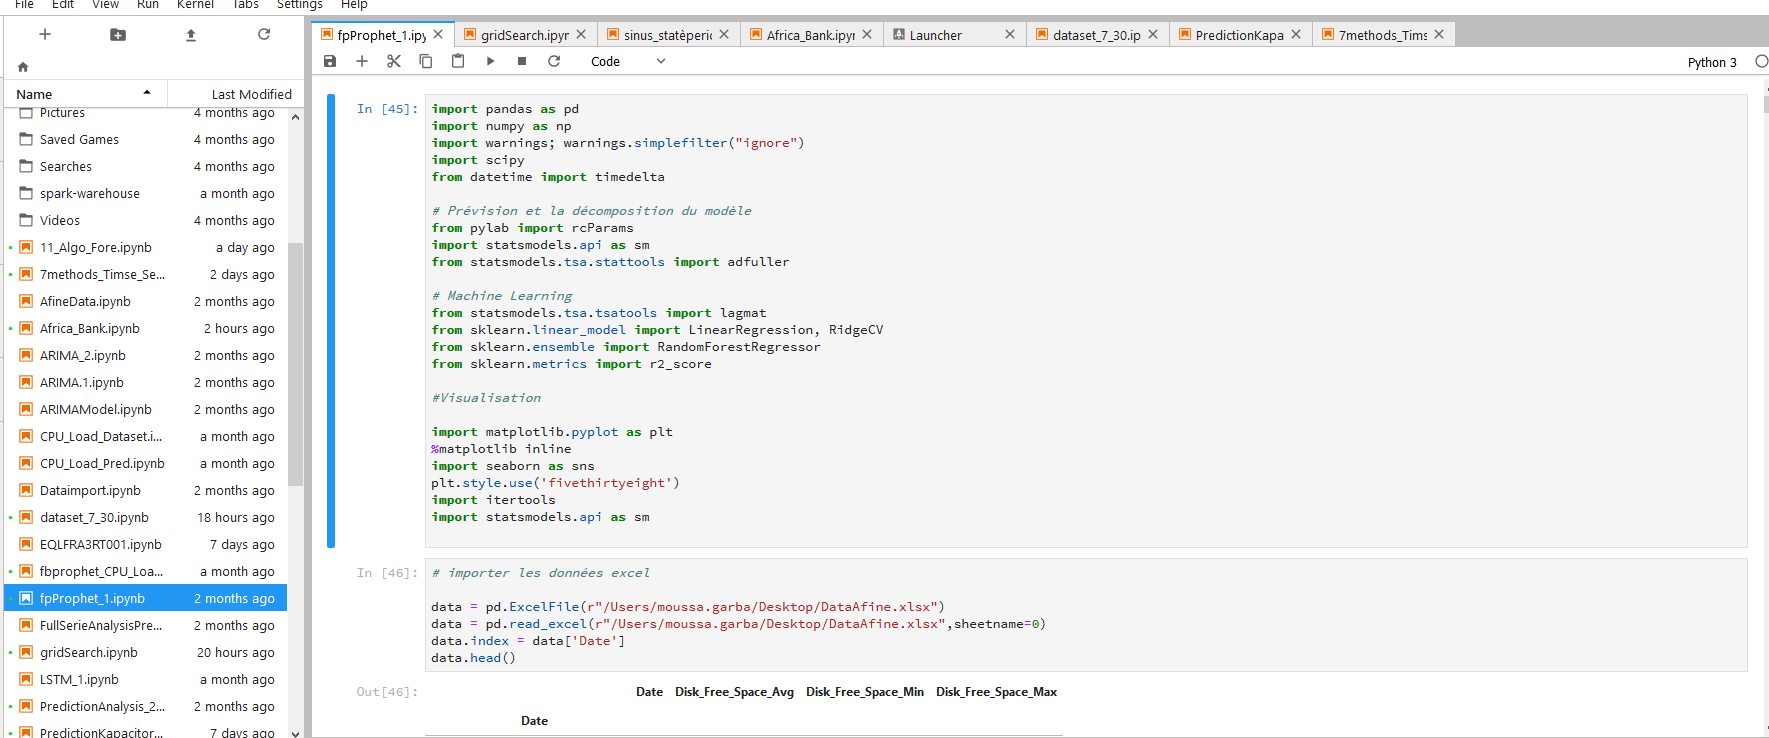 File Edit View Run Kernel Tabs Settings Help
fpProphet_1.ipy
gridSearch.ipyn
sinus_statèperic
Africa_Bank.ipyn
Launcher
dataset_7_30.ip
PredictionKapa
7methods_Tims
Code
Python 3
Name Last Modified
Pictures 4 months ago
Saved Games 4 months ago
Searches 4 months ago
spark-warehouse a month ago
Videos 4 months ago
11_Algo_Fore.ipynb a day ago
7methods_Timse_Se... 2 days ago
AfineData.ipynb 2 months ago
Africa_Bank.ipynb 2 hours ago
ARIMA_2.ipynb 2 months ago
ARIMA.1.ipynb 2 months ago
ARIMAModel.ipynb 2 months ago
CPU_Load_Dataset.i... a month ago
CPU_Load_Pred.ipynb a month ago
Dataimport.ipynb 2 months ago
dataset_7_30.ipynb 18 hours ago
EQLFRA3RT001.ipynb 7 days ago
fbprophet_CPU_Loa... a month ago
fpProphet_1.ipynb 2 months ago
FullSerieAnalysisPre... 2 months ago
gridSearch.ipynb 20 hours ago
LSTM_1.ipynb a month ago
PredictionAnalysis_2... 2 months ago
PredictionKapacitor... 7 days ago
In [45]:
import pandas as pd
import numpy as np
import warnings; warnings.simplefilter("ignore")
import scipy
from datetime import timedelta
# Prévision et la décomposition du modèle
from pylab import rcParams
import statsmodels.api as sm
from statsmodels.tsa.stattools import adfuller
# Machine Learning
from statsmodels.tsa.tsatools import lagmat
from sklearn.linear_model import LinearRegression, RidgeCV
from sklearn.ensemble import RandomForestRegressor
from sklearn.metrics import r2_score
#Visualisation
import matplotlib.pyplot as plt
%matplotlib inline
import seaborn as sns
plt.style.use('fivethirtyeight')
import itertools
import statsmodels.api as sm
In [46]:
# importer les données excel
data = pd.ExcelFile(r"/Users/moussa.garba/Desktop/DataAfine.xlsx")
data = pd.read_excel(r"/Users/moussa.garba/Desktop/DataAfine.xlsx",sheetname=0)
data.index = data['Date']
data.head()
Out[46]:
Date Disk_Free_Space_Avg Disk_Free_Space_Min Disk_Free_Space_Max
Date